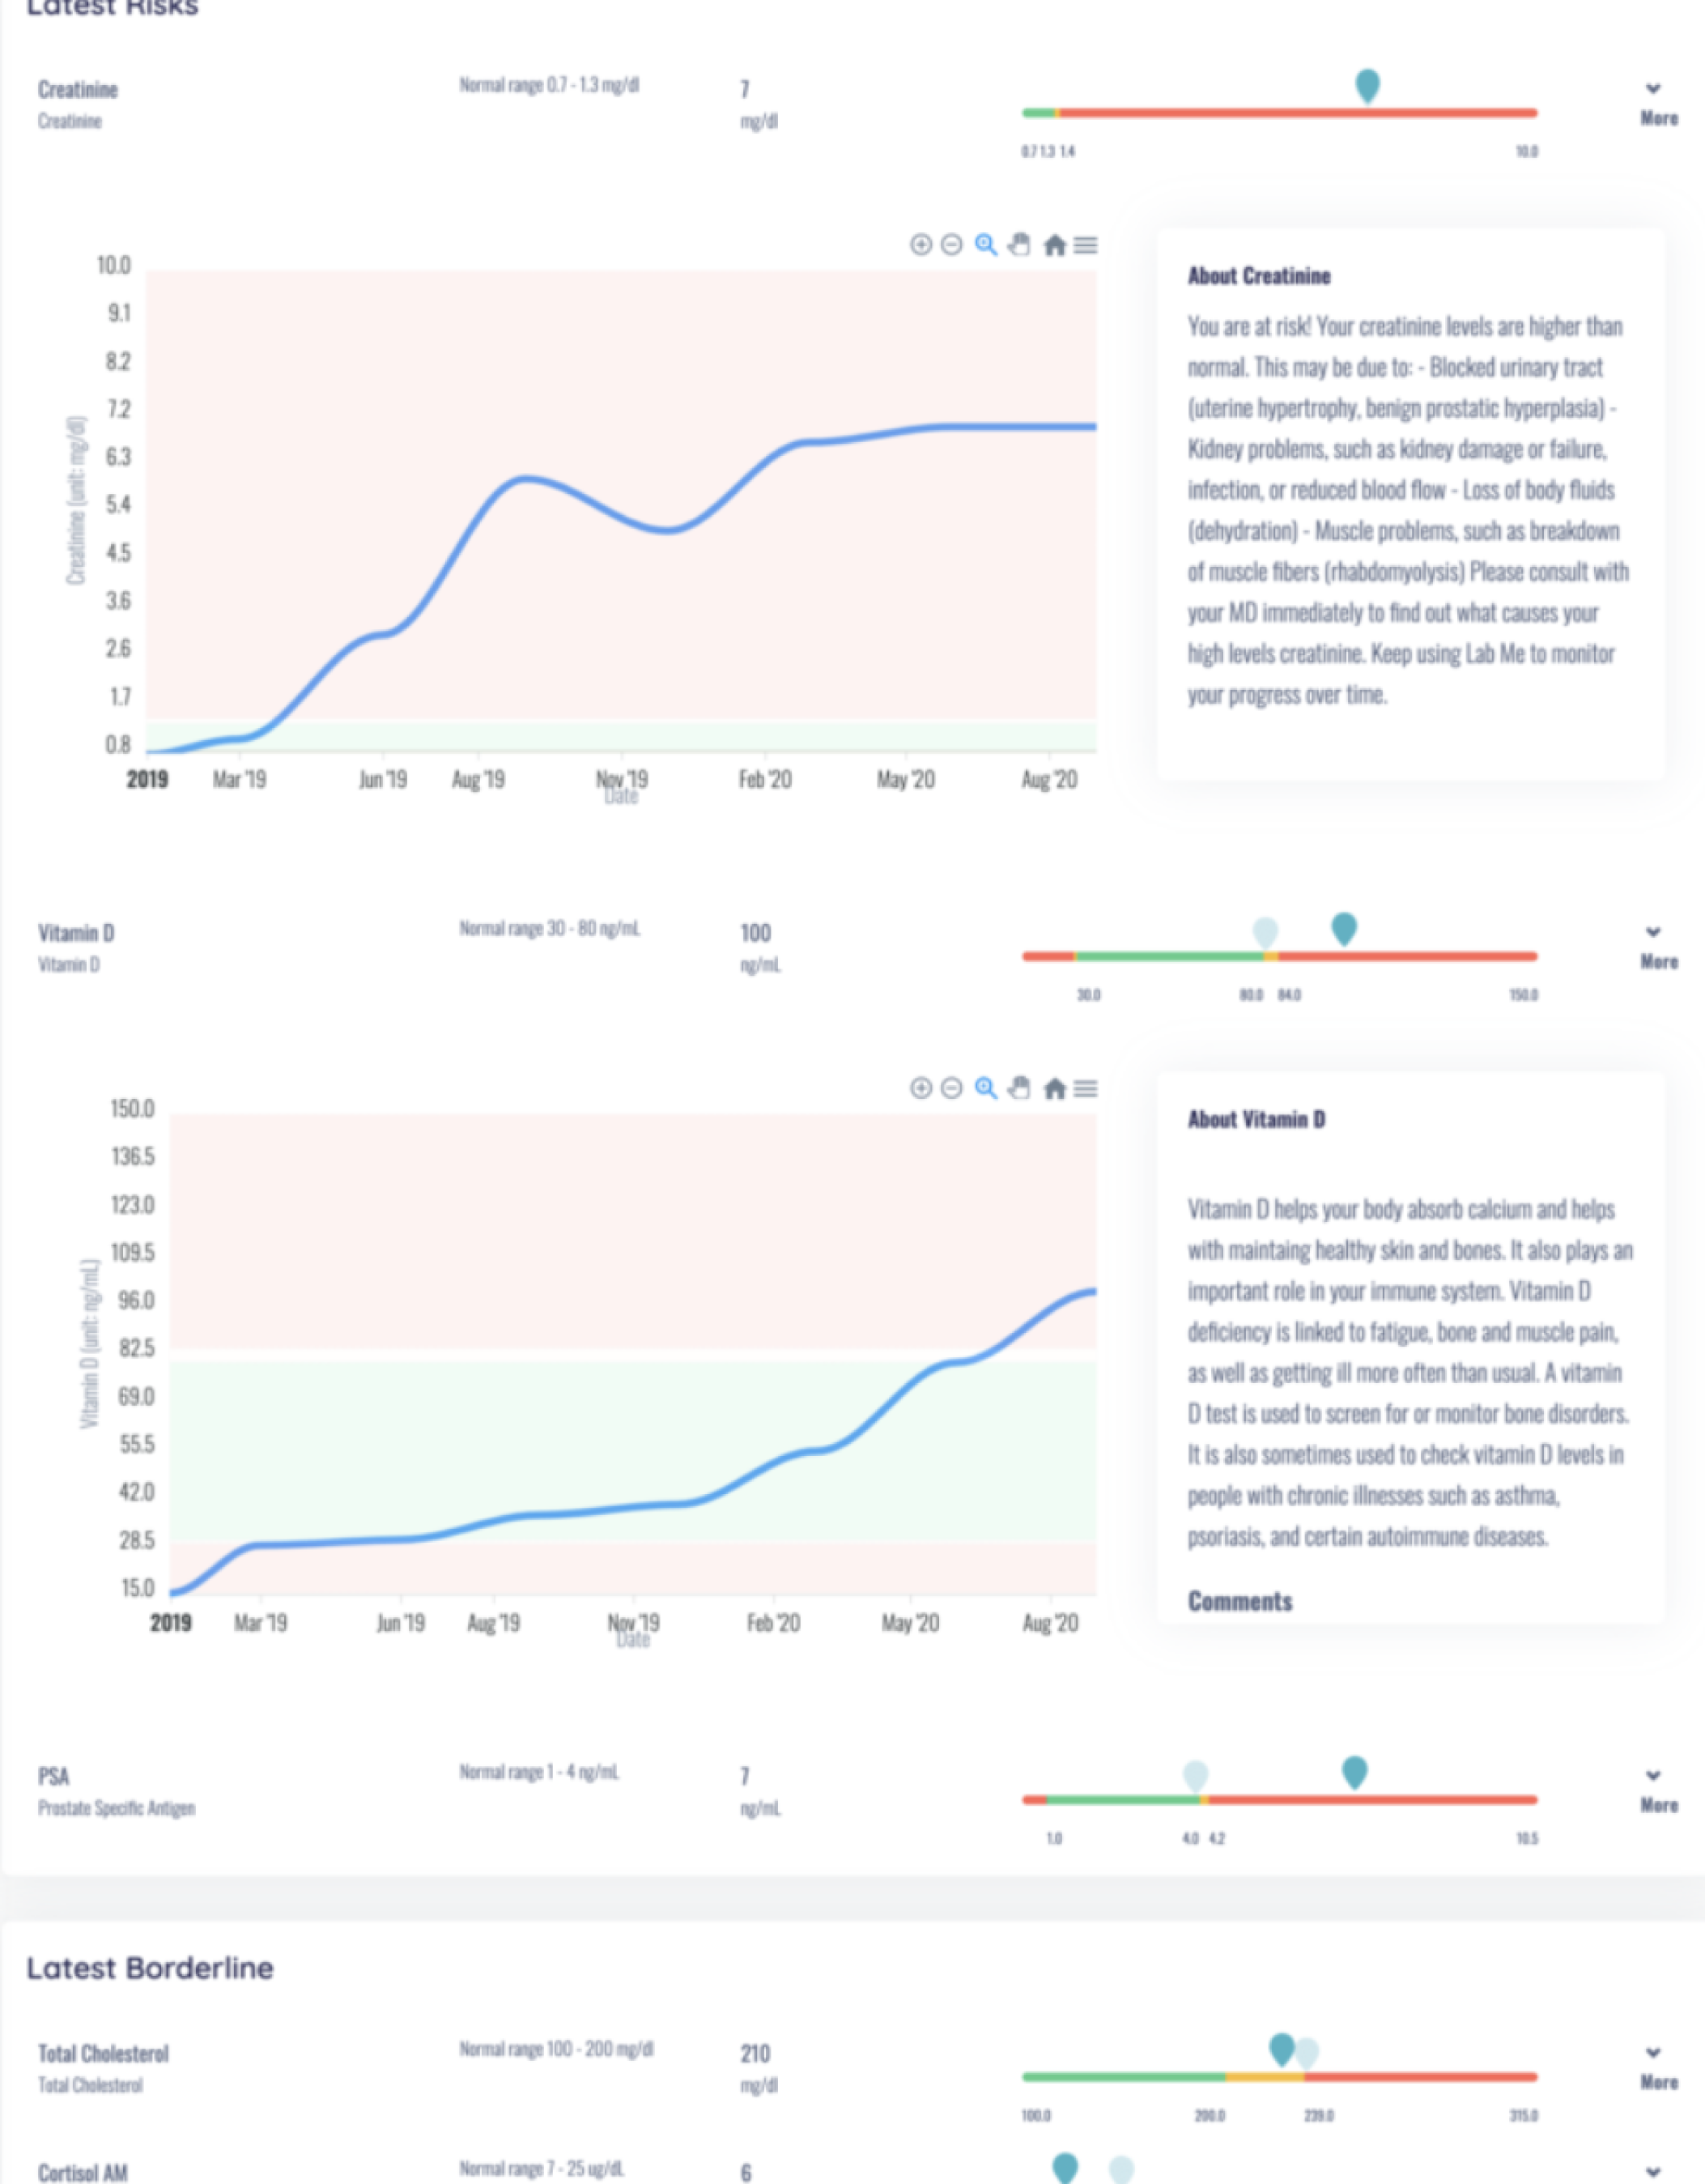 Latest Risks
Creatinine
Creatinine
Normal range 0.7 - 1.3 mg/dl
7
mg/dl
0.7 1.3 1.4 10.0
More
10.0
9.1
8.2
7.2
6.3
5.4
4.5
3.6
2.6
1.7
0.8
Creatinine (unit: mg/dl)
2019 Mar '19 Jun '19 Aug '19 Nov '19 Feb '20 May '20 Aug '20
Date
About Creatinine
You are at risk! Your creatinine levels are higher than
normal. This may be due to: - Blocked urinary tract
(uterine hypertrophy, benign prostatic hyperplasia) -
Kidney problems, such as kidney damage or failure,
infection, or reduced blood flow - Loss of body fluids
(dehydration) - Muscle problems, such as breakdown
of muscle fibers (rhabdomyolysis) Please consult with
your MD immediately to find out what causes your
high levels creatinine. Keep using Lab Me to monitor
your progress over time.
Vitamin D
Vitamin D
Normal range 30 - 80 ng/mL
100
ng/mL
30.0 80.0 84.0 150.0
More
150.0
136.5
123.0
109.5
96.0
82.5
69.0
55.5
42.0
28.5
15.0
Vitamin D (unit: ng/mL)
2019 Mar '19 Jun '19 Aug '19 Nov '19 Feb '20 May '20 Aug '20
Date
About Vitamin D
Vitamin D helps your body absorb calcium and helps
with maintaing healthy skin and bones. It also plays an
important role in your immune system. Vitamin D
deficiency is linked to fatigue, bone and muscle pain,
as well as getting ill more often than usual. A vitamin
D test is used to screen for or monitor bone disorders.
It is also sometimes used to check vitamin D levels in
people with chronic illnesses such as asthma,
psoriasis, and certain autoimmune diseases.
Comments
PSA
Prostate Specific Antigen
Normal range 1 - 4 ng/mL
7
ng/mL
1.0 4.0 4.2 10.5
More
Latest Borderline
Total Cholesterol
Total Cholesterol
Normal range 100 - 200 mg/dl
210
mg/dl
100.0 200.0 239.0 315.0
More
Cortisol AM
Normal range 7 - 25 ug/dL
6